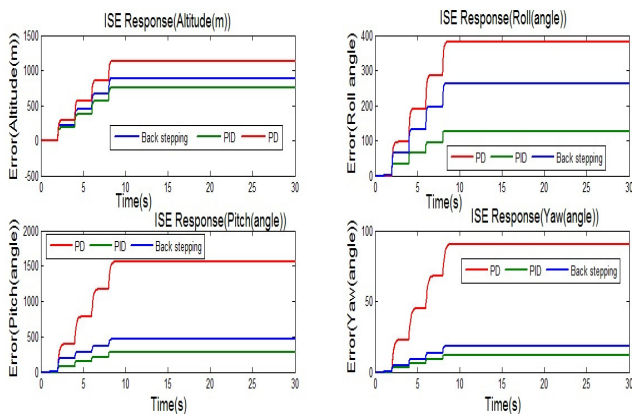 ISE Response(Altitude(m))
Error(Altitude(m))
1500
1000
500
0
-500
Back stepping PID PD
0 5 10 15 20 25 30
Time(s)
ISE Response(Roll(angle))
Error(Roll angle)
400
300
200
100
0
PD PID Back stepping
0 5 10 15 20 25 30
Time(s)
ISE Response(Pitch(angle))
Error(Pitch(angle))
2000
1500
1000
500
0
PD PID Back stepping
0 5 10 15 20 25 30
Time(s)
ISE Response(Yaw(angle))
Error(Yaw(angle))
100
50
0
PD PID Back stepping
0 5 10 15 20 25 30
Time(s)